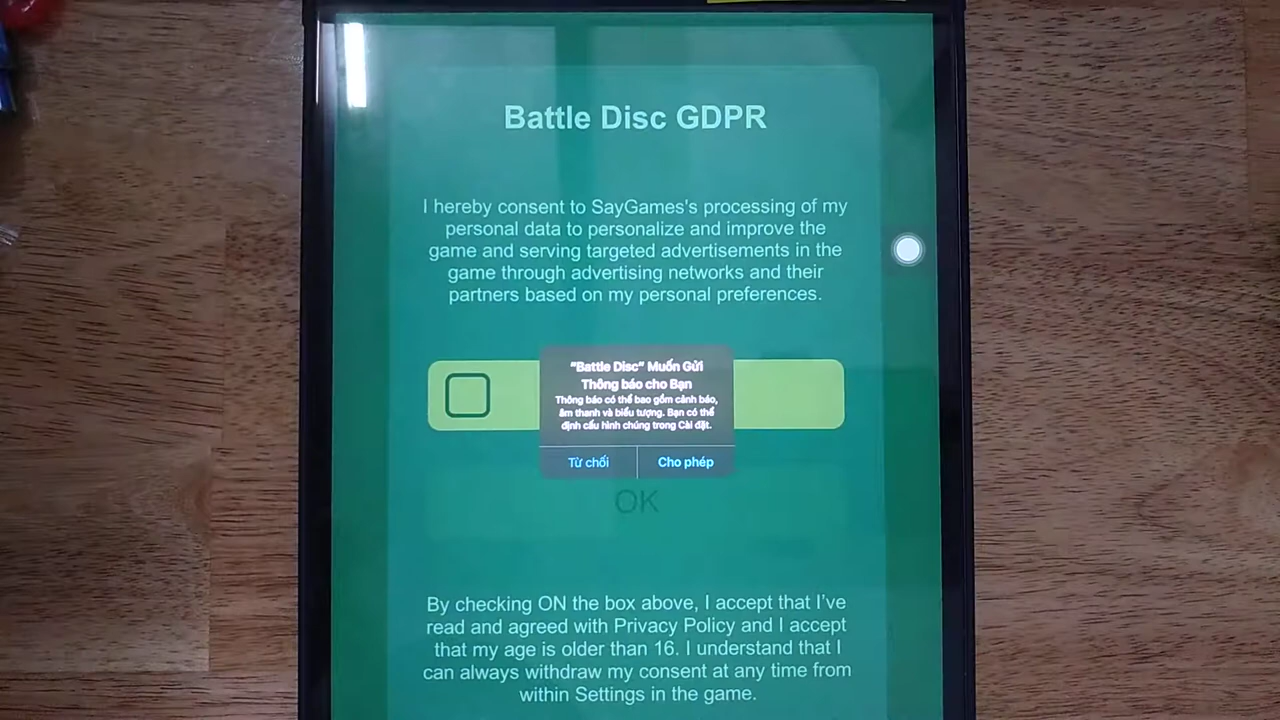 Battle Disc GDPR
I hereby consent to SayGames's processing of my
personal data to personalize and improve the
game and serving targeted advertisements in the
game through advertising networks and their
partners based on my personal preferences.
"Battle Disc" Muốn Gửi
Thông báo cho Bạn
Thông báo có thể bao gồm cảnh báo,
âm thanh và biểu tượng. Bạn có thể
định cấu hình chúng trong Cài đặt.
Từ chối
Cho phép
OK
By checking ON the box above, I accept that I've
read and agreed with Privacy Policy and I accept
that my age is older than 16. I understand that I
can always withdraw my consent at any time from
within Settings in the game.